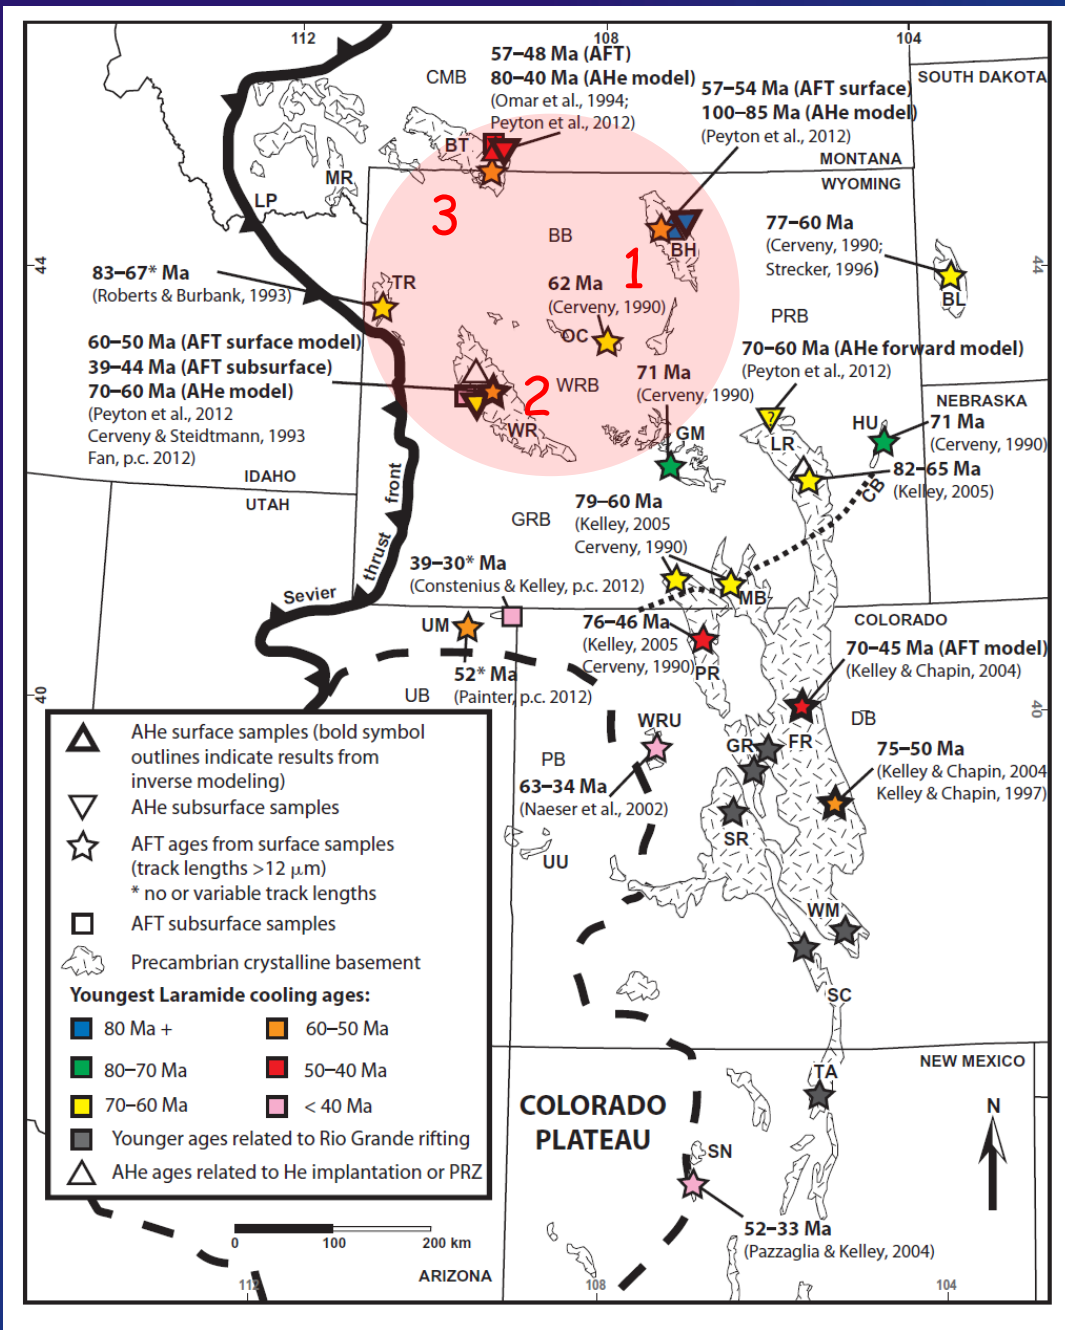 112
108
104
57–48 Ma (AFT)
80–40 Ma (AHe model)
(Omar et al., 1994;
Peyton et al., 2012)
CMB
57–54 Ma (AFT surface)
100–85 Ma (AHe model)
(Peyton et al., 2012)
SOUTH DAKOTA
MONTANA
WYOMING
BT
MR
LP
3
BB
BH
1
77–60 Ma
(Cerveny, 1990;
Strecker, 1996)
44
44
BL
83–67* Ma
(Roberts & Burbank, 1993)
TR
62 Ma
(Cerveny, 1990)
OC
PRB
60–50 Ma (AFT surface model)
39–44 Ma (AFT subsurface)
70–60 Ma (AHe model)
(Peyton et al., 2012
Cerveny & Steidtmann, 1993
Fan, p.c. 2012)
2
WRB
WR
71 Ma
(Cerveny, 1990)
70–60 Ma (AHe forward model)
(Peyton et al., 2012)
?
NEBRASKA
HU
71 Ma
(Cerveny, 1990)
GM
LR
82–65 Ma
(Kelley, 2005)
CB
IDAHO
UTAH
GRB
79–60 Ma
(Kelley, 2005
Cerveny, 1990)
Sevier
thrust
front
39–30* Ma
(Constenius & Kelley, p.c. 2012)
MB
UM
76–46 Ma
(Kelley, 2005
Cerveny, 1990)
PR
COLORADO
70–45 Ma (AFT model)
(Kelley & Chapin, 2004)
52* Ma
(Painter, p.c. 2012)
UB
40
40
WRU
GR
FR
DB
PB
63–34 Ma
(Naeser et al., 2002)
75–50 Ma
(Kelley & Chapin, 2004
Kelley & Chapin, 1997)
SR
UU
WM
SC
TA
NEW MEXICO
COLORADO
PLATEAU
SN
N
52–33 Ma
(Pazzaglia & Kelley, 2004)
AHe surface samples (bold symbol
outlines indicate results from
inverse modeling)
AHe subsurface samples
AFT ages from surface samples
(track lengths >12 μm)
* no or variable track lengths
AFT subsurface samples
Precambrian crystalline basement
Youngest Laramide cooling ages:
80 Ma +
60–50 Ma
80–70 Ma
50–40 Ma
70–60 Ma
< 40 Ma
Younger ages related to Rio Grande rifting
AHe ages related to He implantation or PRZ
0
100
200 km
ARIZONA
112
108
104